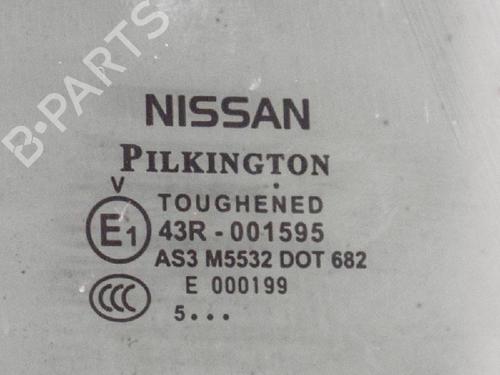 B-PARTS
NISSAN
PILKINGTON
V
TOUGHENED
E1 43R - 001595
AS3 M5532 DOT 682
CCC E 000199
5...